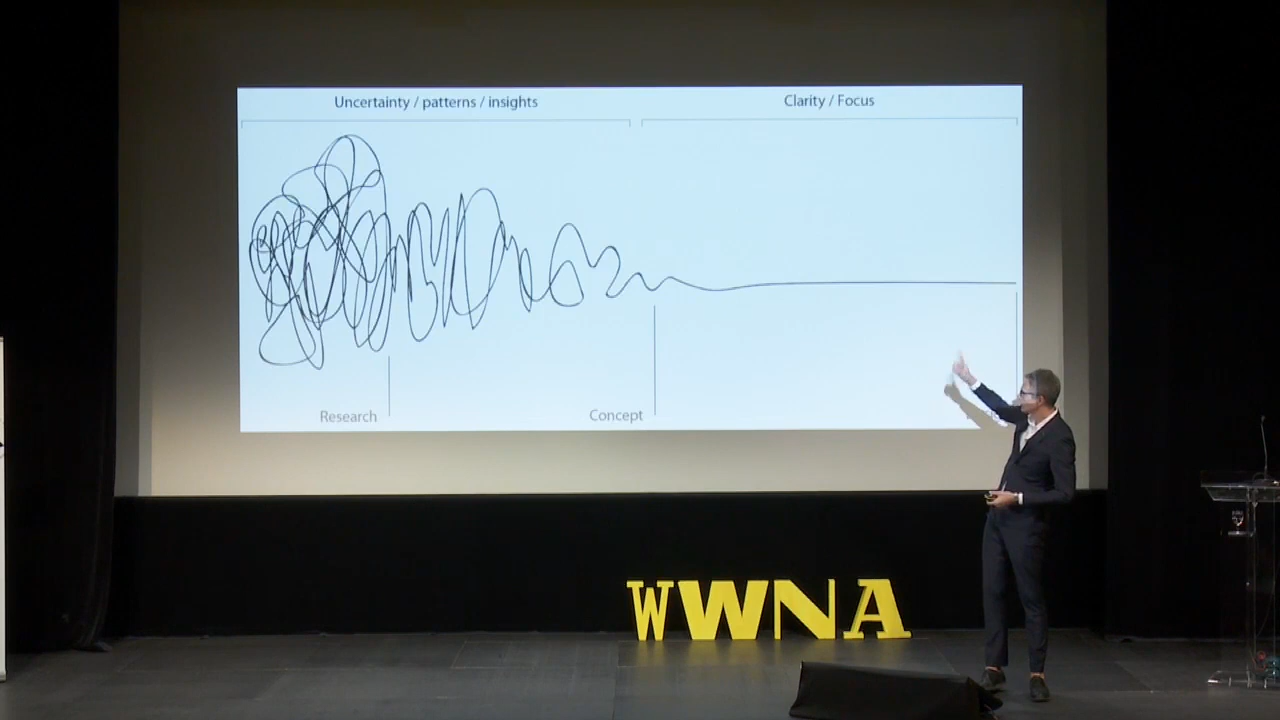 Uncertainty / patterns / insights
Clarity / Focus
Research
Concept
WWNA